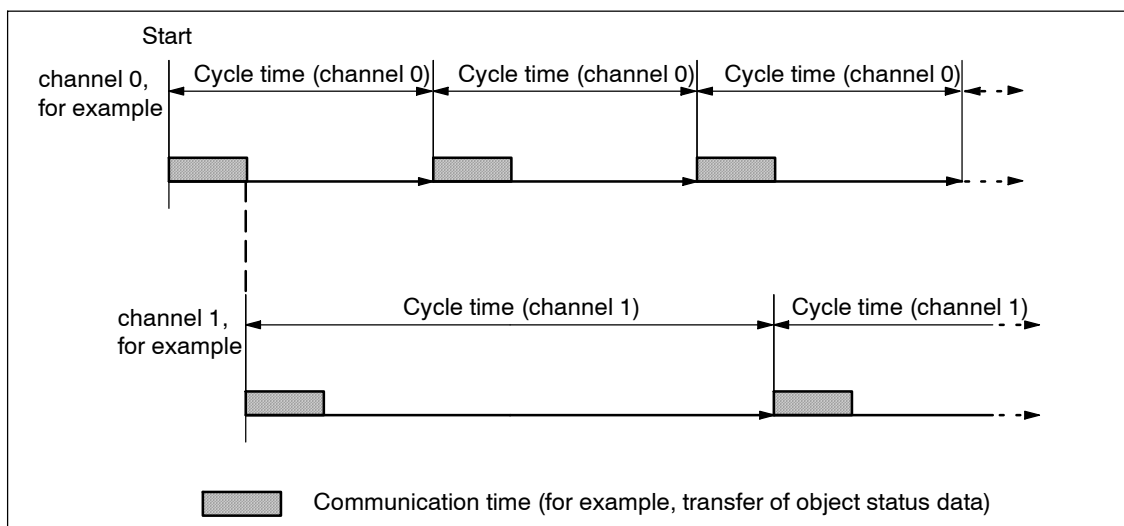 Start
channel 0,
for example
Cycle time (channel 0)
Cycle time (channel 0)
Cycle time (channel 0)
channel 1,
for example
Cycle time (channel 1)
Cycle time (channel 1)
Communication time (for example, transfer of object status data)